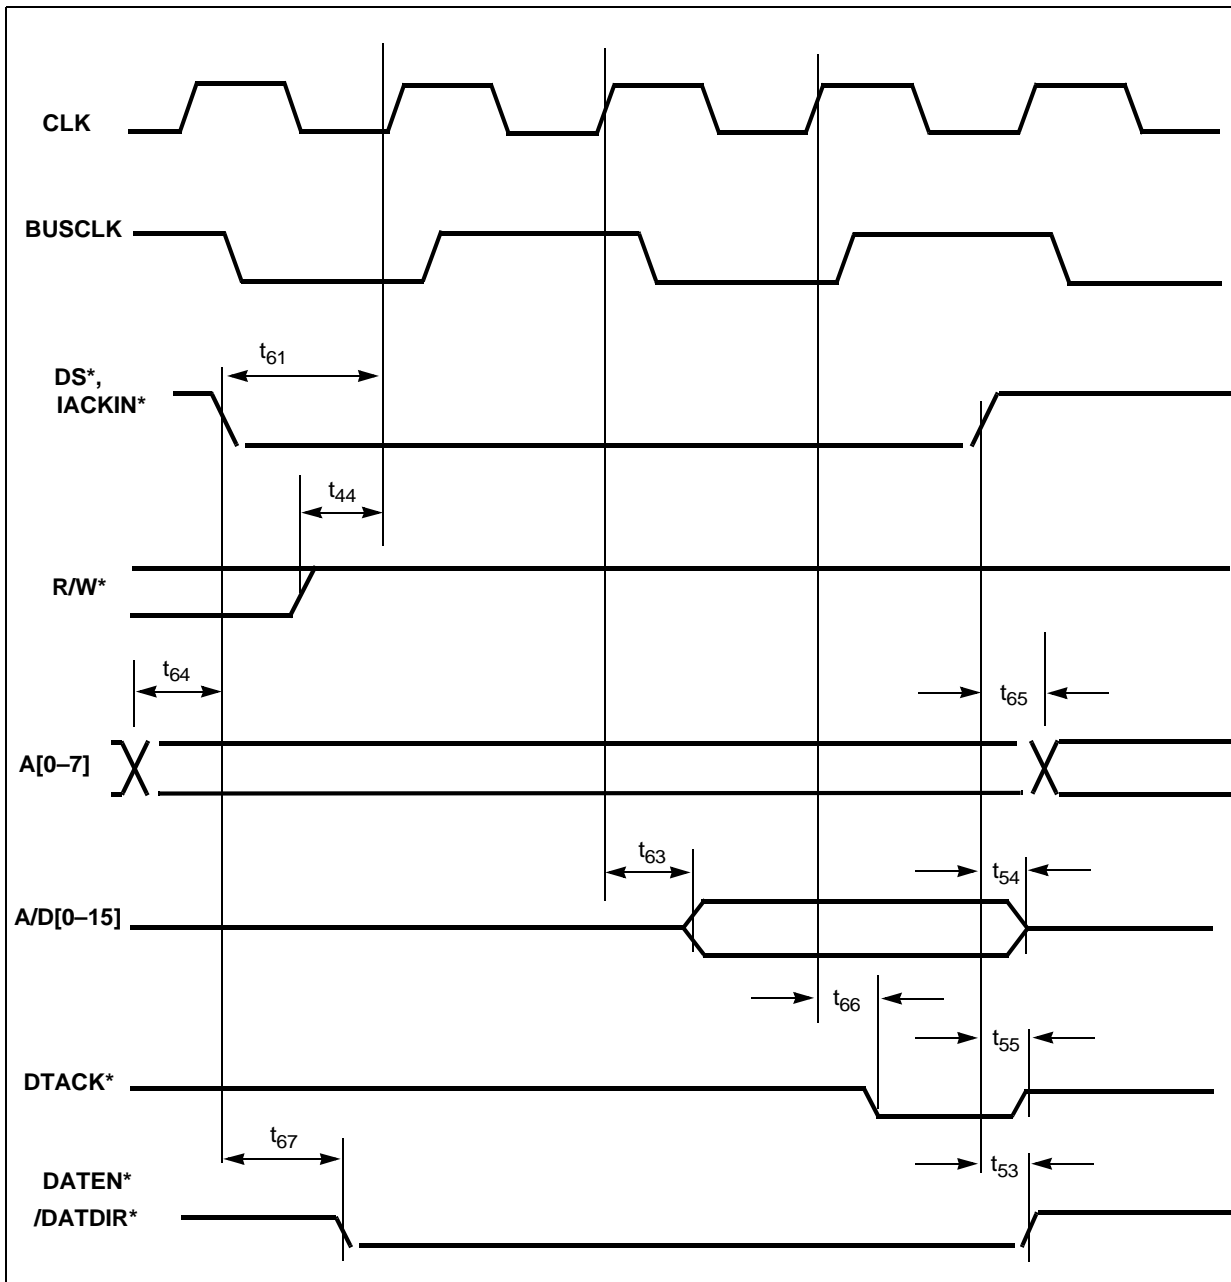 CLK
BUSCLK
t61
DS*,
IACKIN*
t44
R/W*
t64
t65
A[0–7]
t63
t54
A/D[0–15]
t66
t55
DTACK*
t67
t53
DATEN*
/DATDIR*